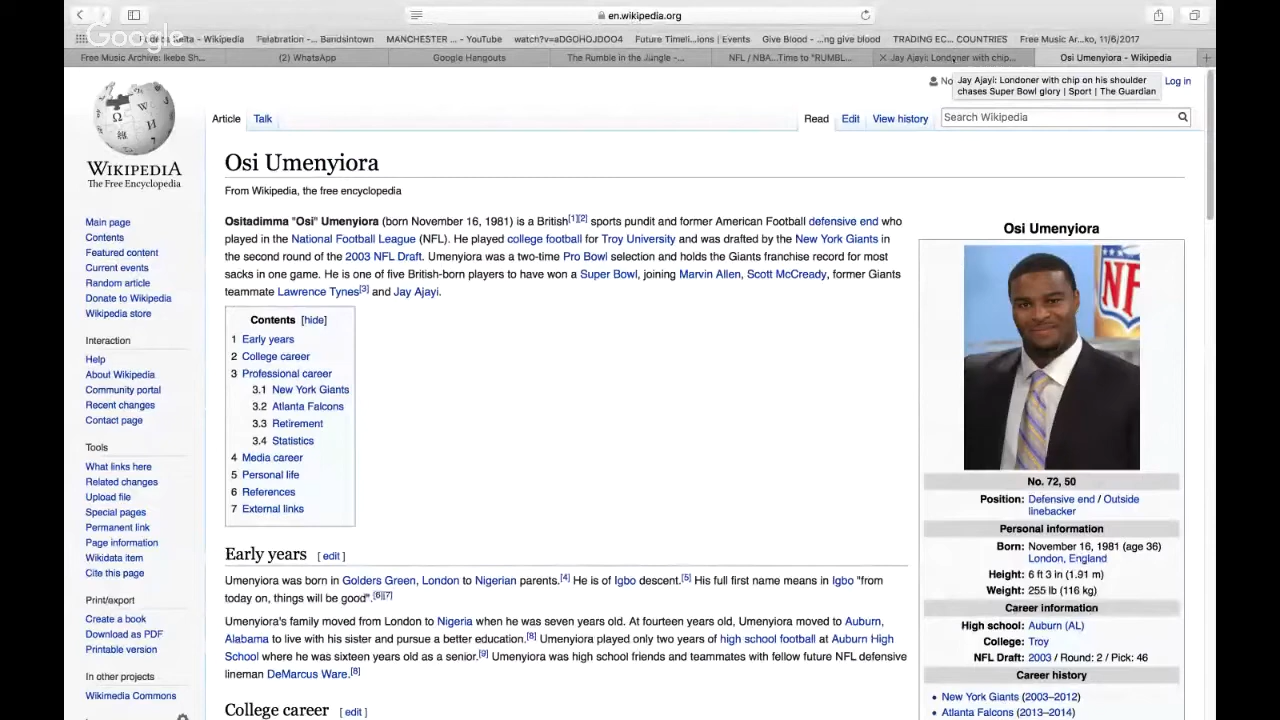 en.wikipedia.org
Google
Wikipedia
Felabration - ... Bandsintown
MANCHESTER ... - YouTube
watch?v=aDGOHOJDOO4
Future Timeli...ions | Events
Give Blood - ...ng give blood
TRADING EC... COUNTRIES
Free Music Ar...ko, 11/6/2017
Free Music Archive: Ikebe Sh...
(2) WhatsApp
Google Hangouts
The Rumble in the Jungle -...
NFL / NBA...Time to "RUMBL...
Jay Ajayi: Londoner with chip...
Osi Umenyiora - Wikipedia
No
Jay Ajayi: Londoner with chip on his shoulder
chases Super Bowl glory | Sport | The Guardian
Log in
Article
Talk
Read
Edit
View history
Search Wikipedia
WIKIPEDIA
The Free Encyclopedia
Main page
Contents
Featured content
Current events
Random article
Donate to Wikipedia
Wikipedia store
Interaction
Help
About Wikipedia
Community portal
Recent changes
Contact page
Tools
What links here
Related changes
Upload file
Special pages
Permanent link
Page information
Wikidata item
Cite this page
Print/export
Create a book
Download as PDF
Printable version
In other projects
Wikimedia Commons
Osi Umenyiora
From Wikipedia, the free encyclopedia
Ositadimma "Osi" Umenyiora (born November 16, 1981) is a British[1][2] sports pundit and former American Football defensive end who
played in the National Football League (NFL). He played college football for Troy University and was drafted by the New York Giants in
the second round of the 2003 NFL Draft. Umenyiora was a two-time Pro Bowl selection and holds the Giants franchise record for most
sacks in one game. He is one of five British-born players to have won a Super Bowl, joining Marvin Allen, Scott McCready, former Giants
teammate Lawrence Tynes[3] and Jay Ajayi.
Contents [hide]
1 Early years
2 College career
3 Professional career
3.1 New York Giants
3.2 Atlanta Falcons
3.3 Retirement
3.4 Statistics
4 Media career
5 Personal life
6 References
7 External links
Early years [ edit ]
Umenyiora was born in Golders Green, London to Nigerian parents.[4] He is of Igbo descent.[5] His full first name means in Igbo "from
today on, things will be good".[6][7]
Umenyiora's family moved from London to Nigeria when he was seven years old. At fourteen years old, Umenyiora moved to Auburn,
Alabama to live with his sister and pursue a better education.[8] Umenyiora played only two years of high school football at Auburn High
School where he was sixteen years old as a senior.[9] Umenyiora was high school friends and teammates with fellow future NFL defensive
lineman DeMarcus Ware.[8]
College career [ edit ]
Osi Umenyiora
NF
No. 72, 50
Position: Defensive end / Outside
linebacker
Personal information
Born: November 16, 1981 (age 36)
London, England
Height: 6 ft 3 in (1.91 m)
Weight: 255 lb (116 kg)
Career information
High school: Auburn (AL)
College: Troy
NFL Draft: 2003 / Round: 2 / Pick: 46
Career history
• New York Giants (2003–2012)
• Atlanta Falcons (2013–2014)